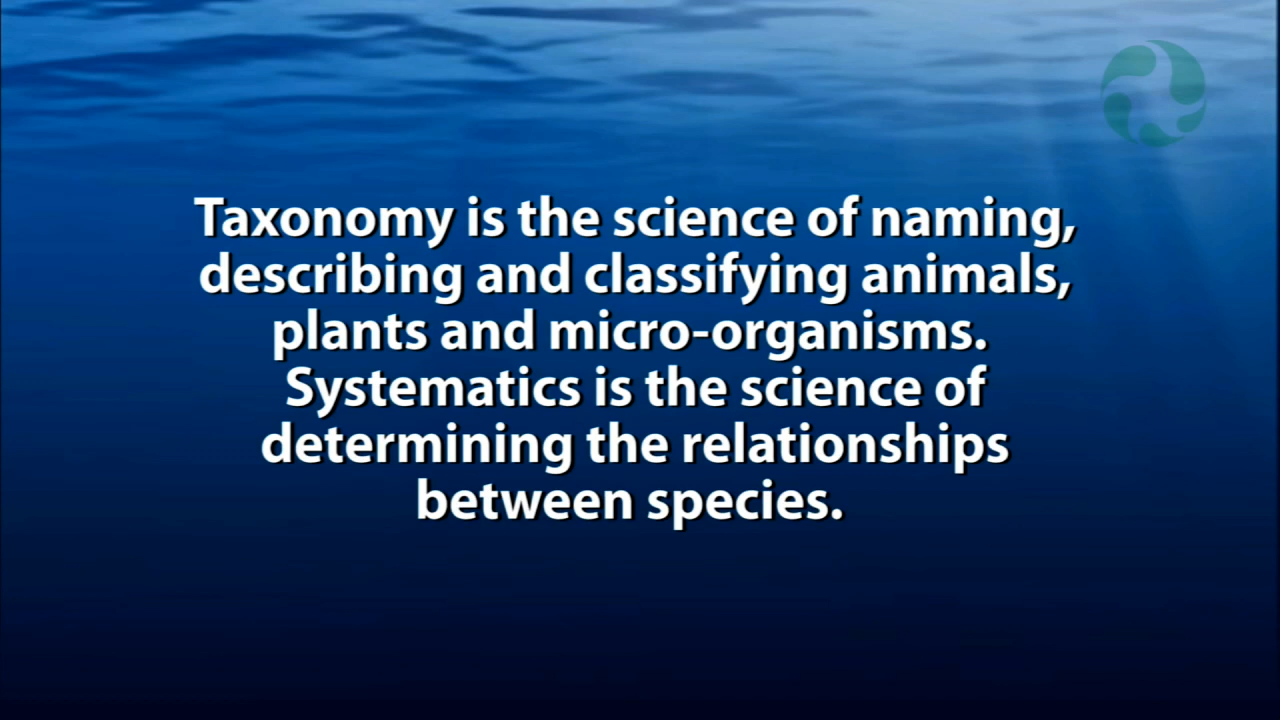 Taxonomy is the science of naming,
describing and classifying animals,
plants and micro-organisms.
Systematics is the science of
determining the relationships
between species.